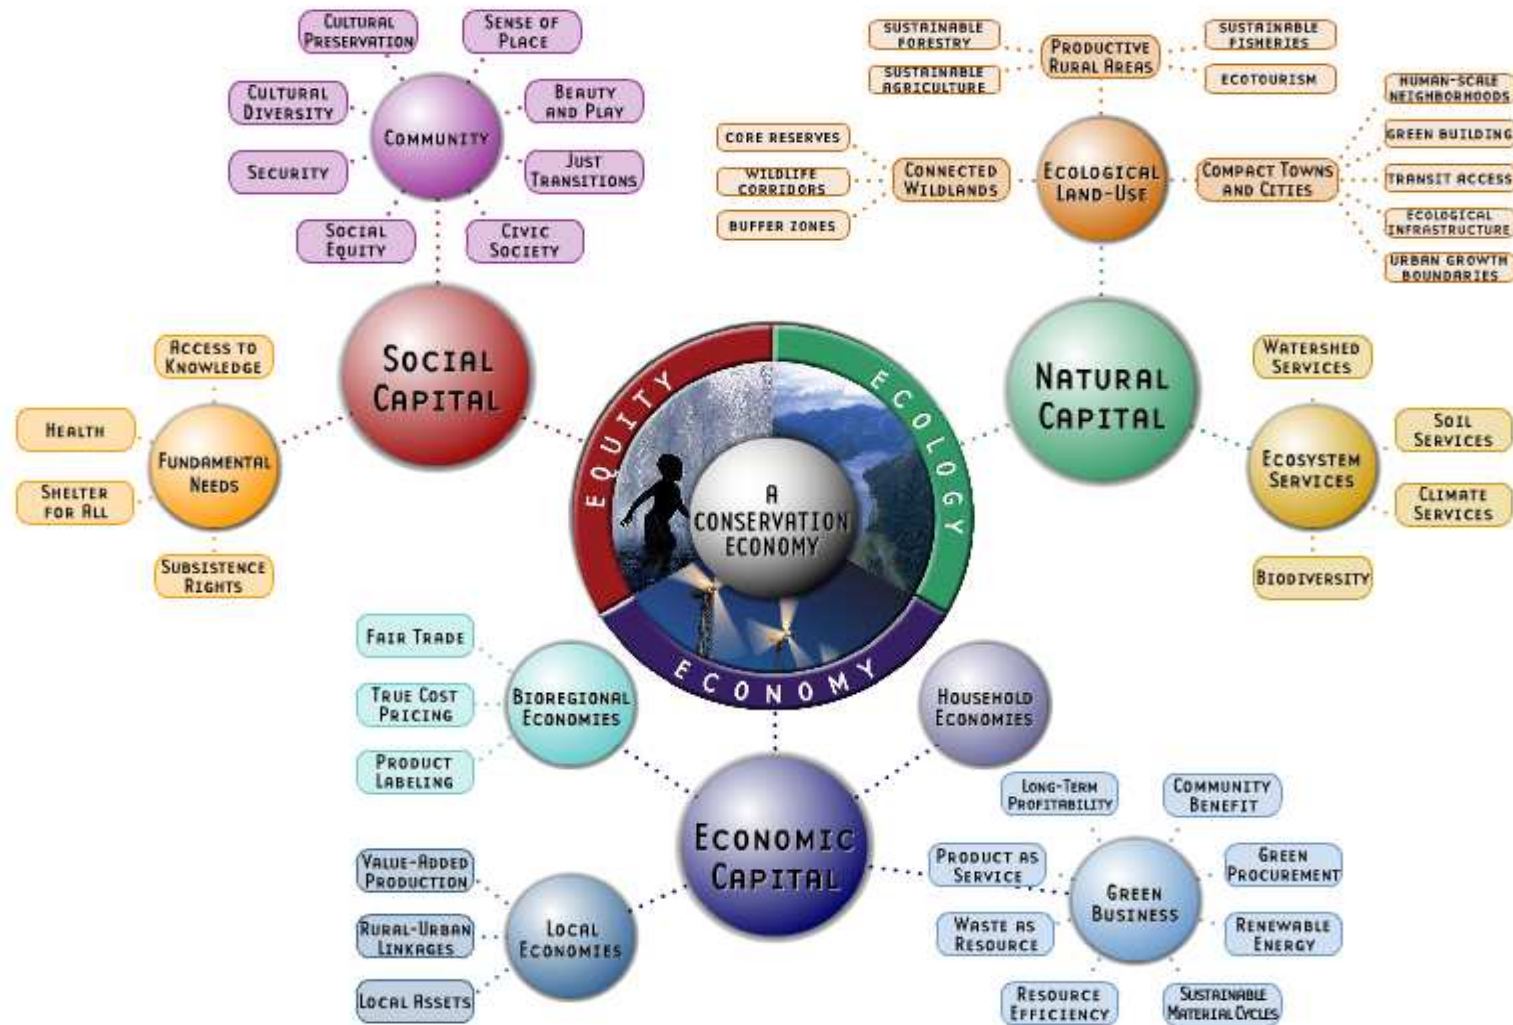 CULTURAL
PRESERVATION
SENSE OF
PLACE
CULTURAL
DIVERSITY
COMMUNITY
BEAUTY
AND PLAY
SECURITY
JUST
TRANSITIONS
SOCIAL
EQUITY
CIVIC
SOCIETY
SUSTAINABLE
FORESTRY
PRODUCTIVE
RURAL AREAS
SUSTAINABLE
FISHERIES
SUSTAINABLE
AGRICULTURE
ECOTOURISM
CORE RESERVES
WILDLIFE
CORRIDORS
BUFFER ZONES
CONNECTED
WILDLANDS
ECOLOGICAL
LAND-USE
COMPACT TOWNS
AND CITIES
HUMAN-SCALE
NEIGHBORHOODS
GREEN BUILDING
TRANSIT ACCESS
ECOLOGICAL
INFRASTRUCTURE
URBAN GROWTH
BOUNDARIES
SOCIAL
CAPITAL
ACCESS TO
KNOWLEDGE
HEALTH
FUNDAMENTAL
NEEDS
SHELTER
FOR ALL
SUBSISTENCE
RIGHTS
EQUITY
ECOLOGY
ECONOMY
A
CONSERVATION
ECONOMY
NATURAL
CAPITAL
WATERSHED
SERVICES
SOIL
SERVICES
ECOSYSTEM
SERVICES
CLIMATE
SERVICES
BIODIVERSITY
FAIR TRADE
TRUE COST
PRICING
PRODUCT
LABELING
BIOREGIONAL
ECONOMIES
HOUSEHOLD
ECONOMIES
ECONOMIC
CAPITAL
VALUE-ADDED
PRODUCTION
RURAL-URBAN
LINKAGES
LOCAL ASSETS
LOCAL
ECONOMIES
LONG-TERM
PROFITABILITY
COMMUNITY
BENEFIT
PRODUCT AS
SERVICE
GREEN
PROCUREMENT
GREEN
BUSINESS
WASTE AS
RESOURCE
RENEWABLE
ENERGY
RESOURCE
EFFICIENCY
SUSTAINABLE
MATERIAL CYCLES